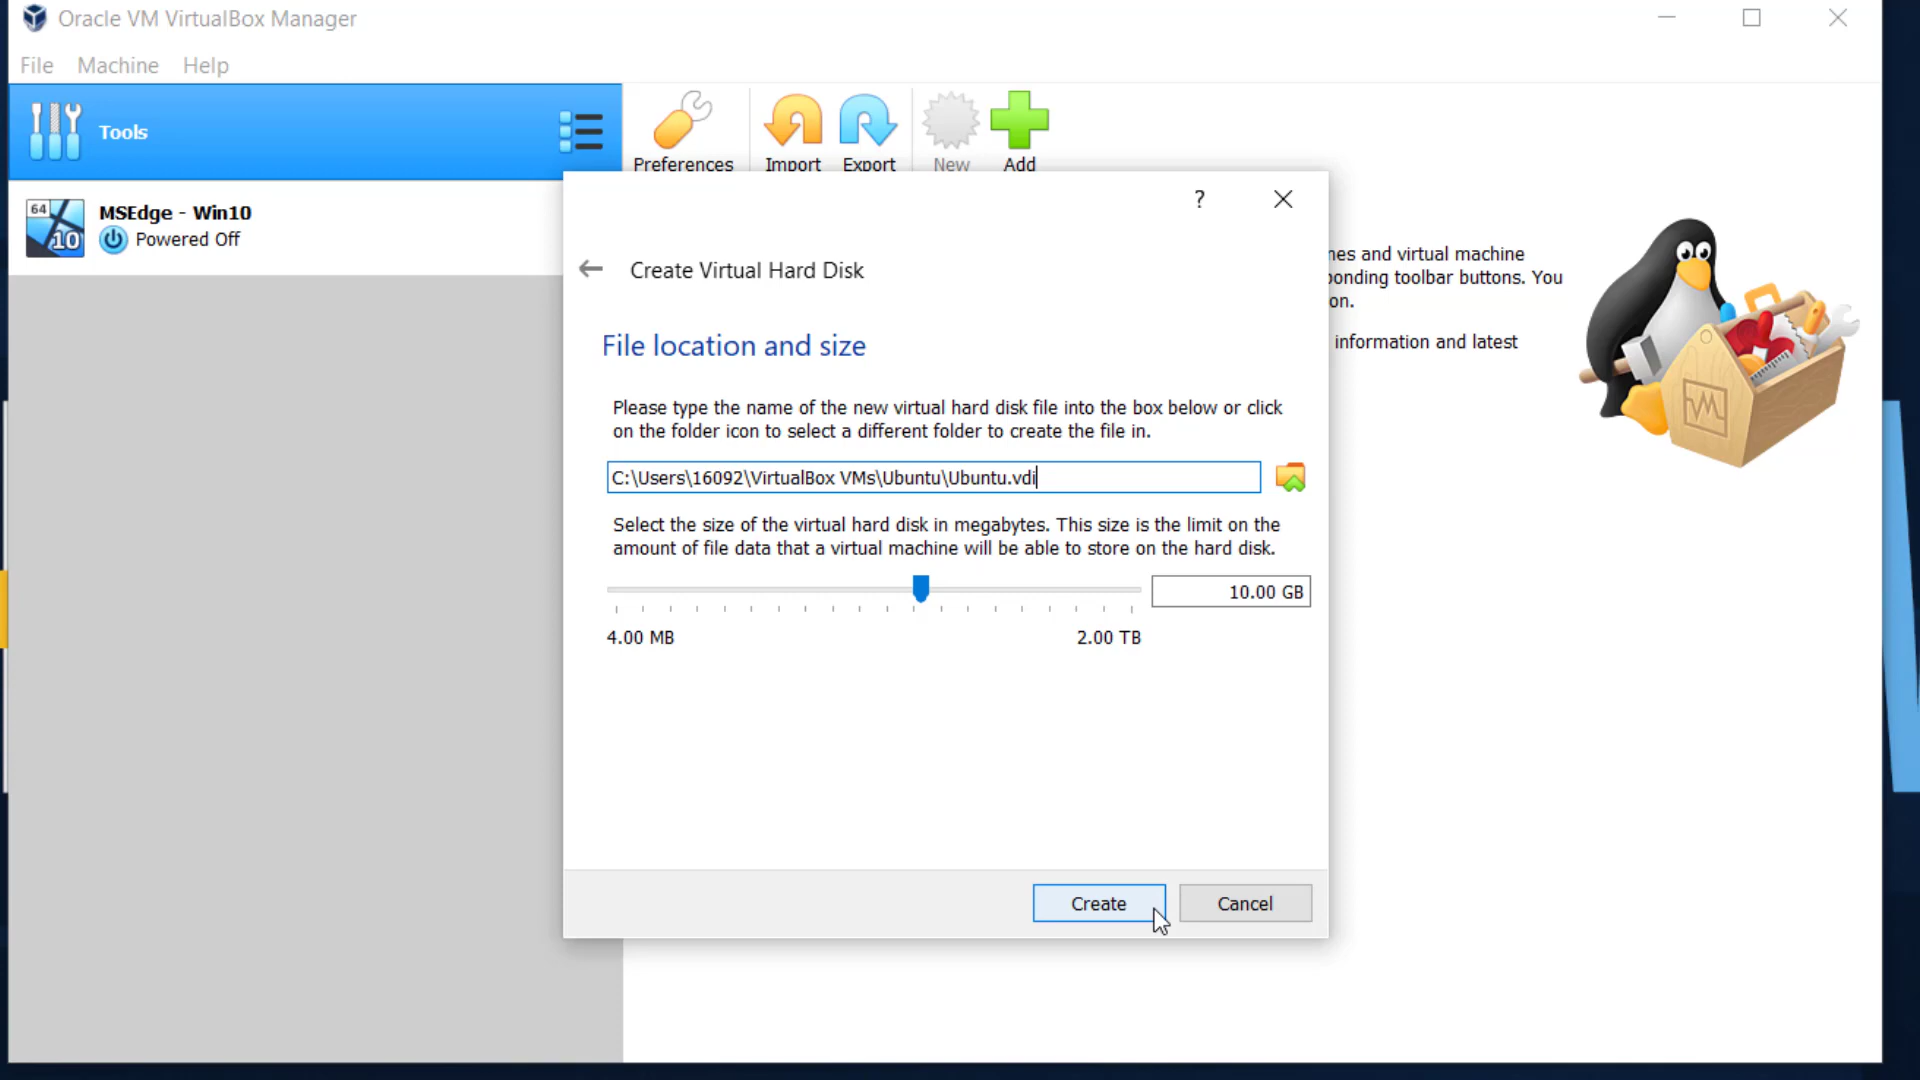 Oracle VM VirtualBox Manager
File Machine Help
Tools
Preferences Import Export New Add
64
10
MSEdge - Win10
Powered Off
?
Create Virtual Hard Disk
nes and virtual machine
onding toolbar buttons. You
on.
information and latest
File location and size
Please type the name of the new virtual hard disk file into the box below or click
on the folder icon to select a different folder to create the file in.
C:\Users\16092\VirtualBox VMs\Ubuntu\Ubuntu.vdi
Select the size of the virtual hard disk in megabytes. This size is the limit on the
amount of file data that a virtual machine will be able to store on the hard disk.
10.00 GB
4.00 MB 2.00 TB
Create Cancel